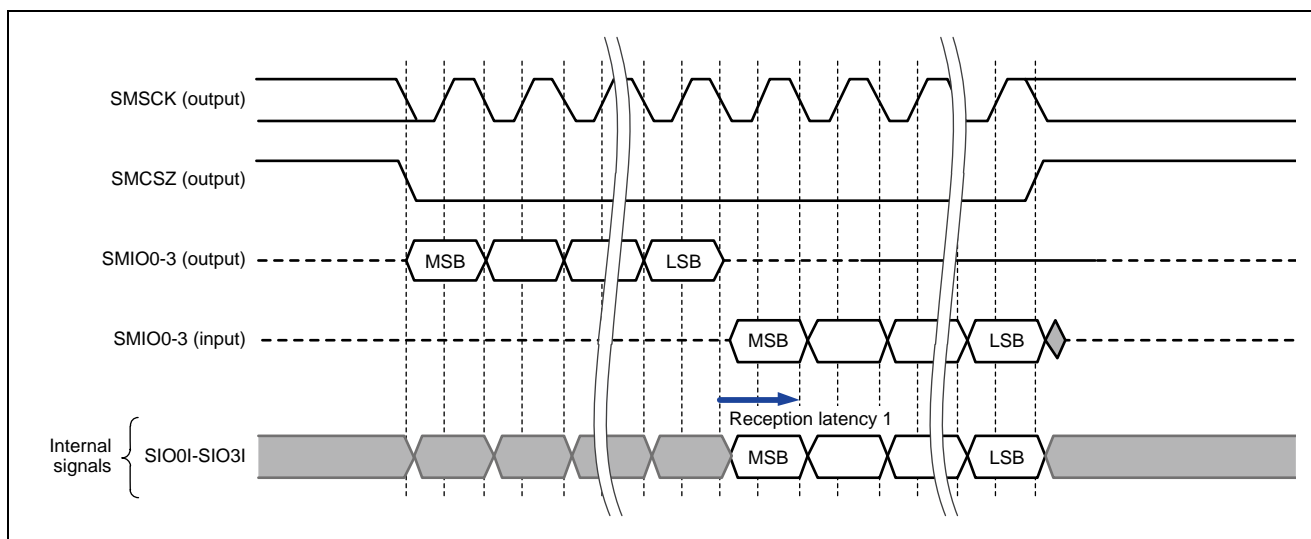 SMSCK (output)
SMCSZ (output)
SMIO0-3 (output)
MSB
LSB
SMIO0-3 (input)
MSB
LSB
Reception latency 1
Internal
signals
SIO0I-SIO3I
MSB
LSB